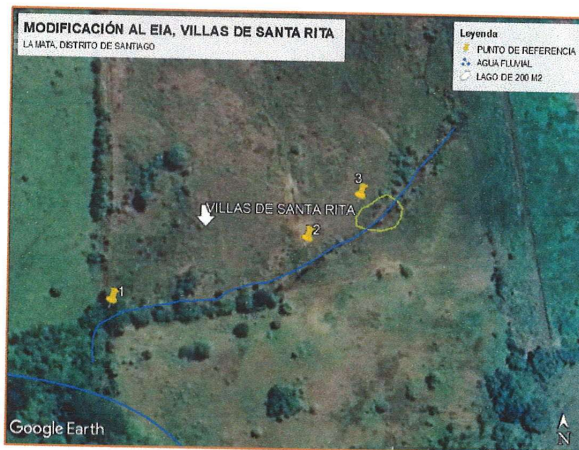 MODIFICACIÓN AL EIA, VILLAS DE SANTA RITA
LA MATA, DISTRITO DE SANTIAGO
Leyenda
PUNTO DE REFERENCIA
AGUA FLUVIAL
LAGO DE 200 M2
3
VILLAS DE SANTA RITA
2
1
Google Earth
N